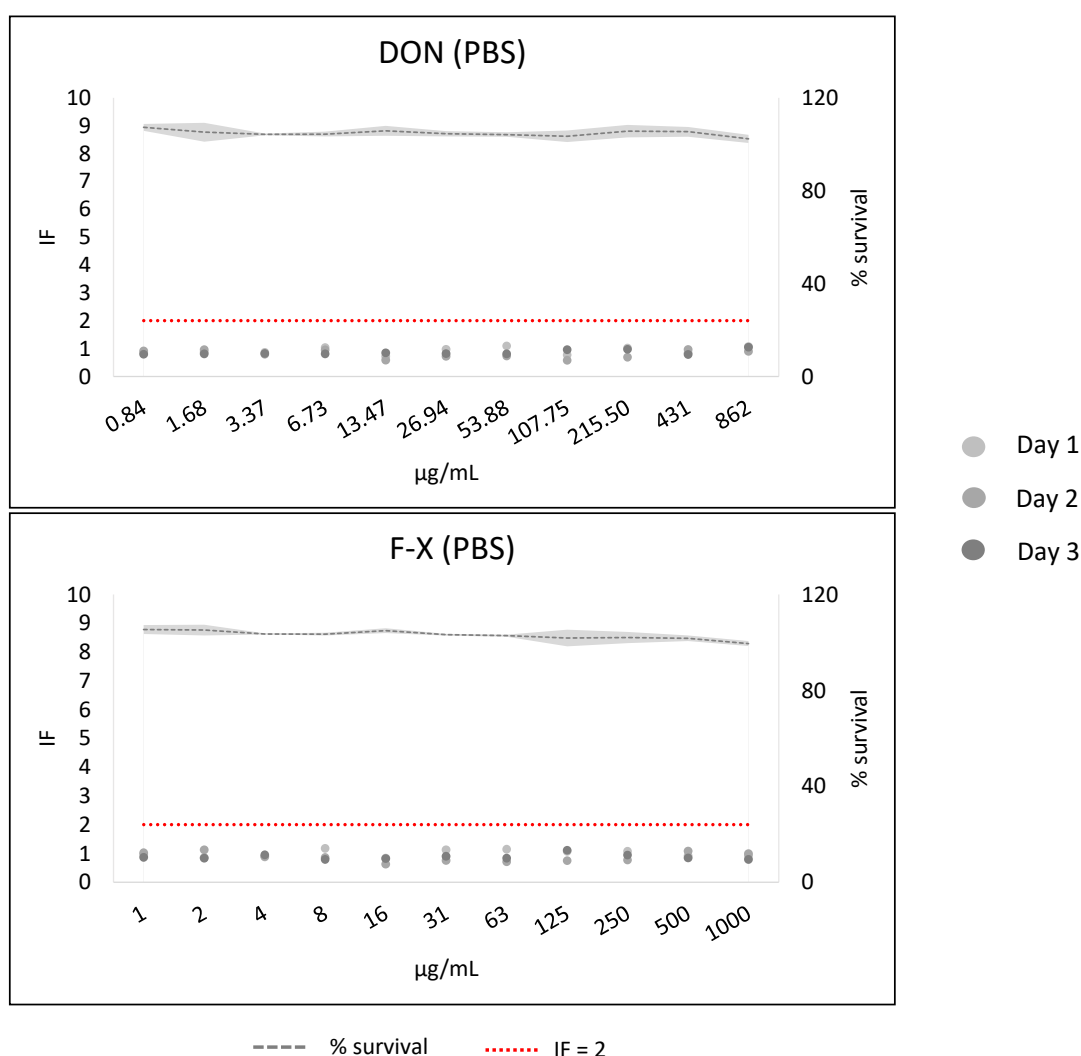 DON (PBS)
10
9
8
7
6
5
4
3
2
1
0
IF
120
80
40
0
% survival
0.84 1.68 3.37 6.73 13.47 26.94 53.88 107.75 215.50 431 862
µg/mL
Day 1
Day 2
Day 3
F-X (PBS)
10
9
8
7
6
5
4
3
2
1
0
IF
120
80
40
0
% survival
1 2 4 8 16 31 63 125 250 500 1000
µg/mL
% survival IF = 2